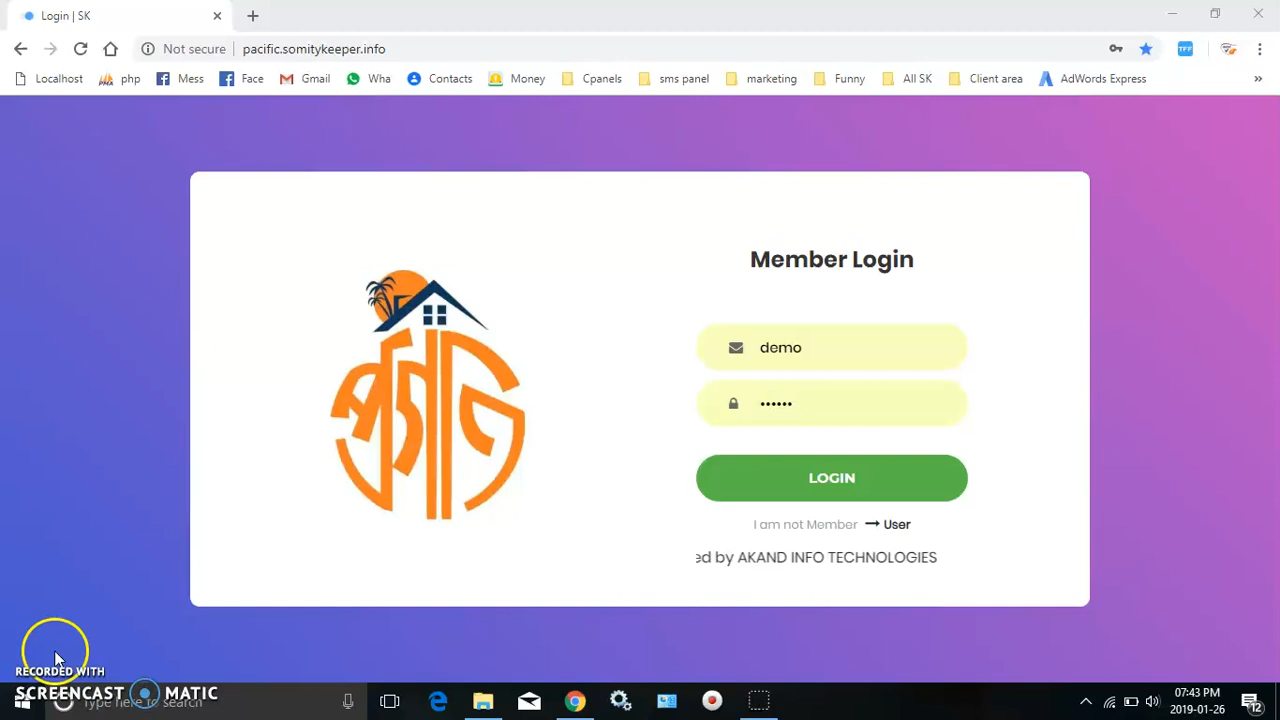 Login | SK
Not secure pacific.somitykeeper.info
Localhost php Mess Face Gmail Wha Contacts Money Cpanels sms panel marketing Funny All SK Client area AdWords Express »
TFF
Member Login
demo
••••••
LOGIN
I am not Member → User
ed by AKAND INFO TECHNOLOGIES
RECORDED WITH
SCREENCAST MATIC
Type here to search
07:43 PM
2019-01-26
12